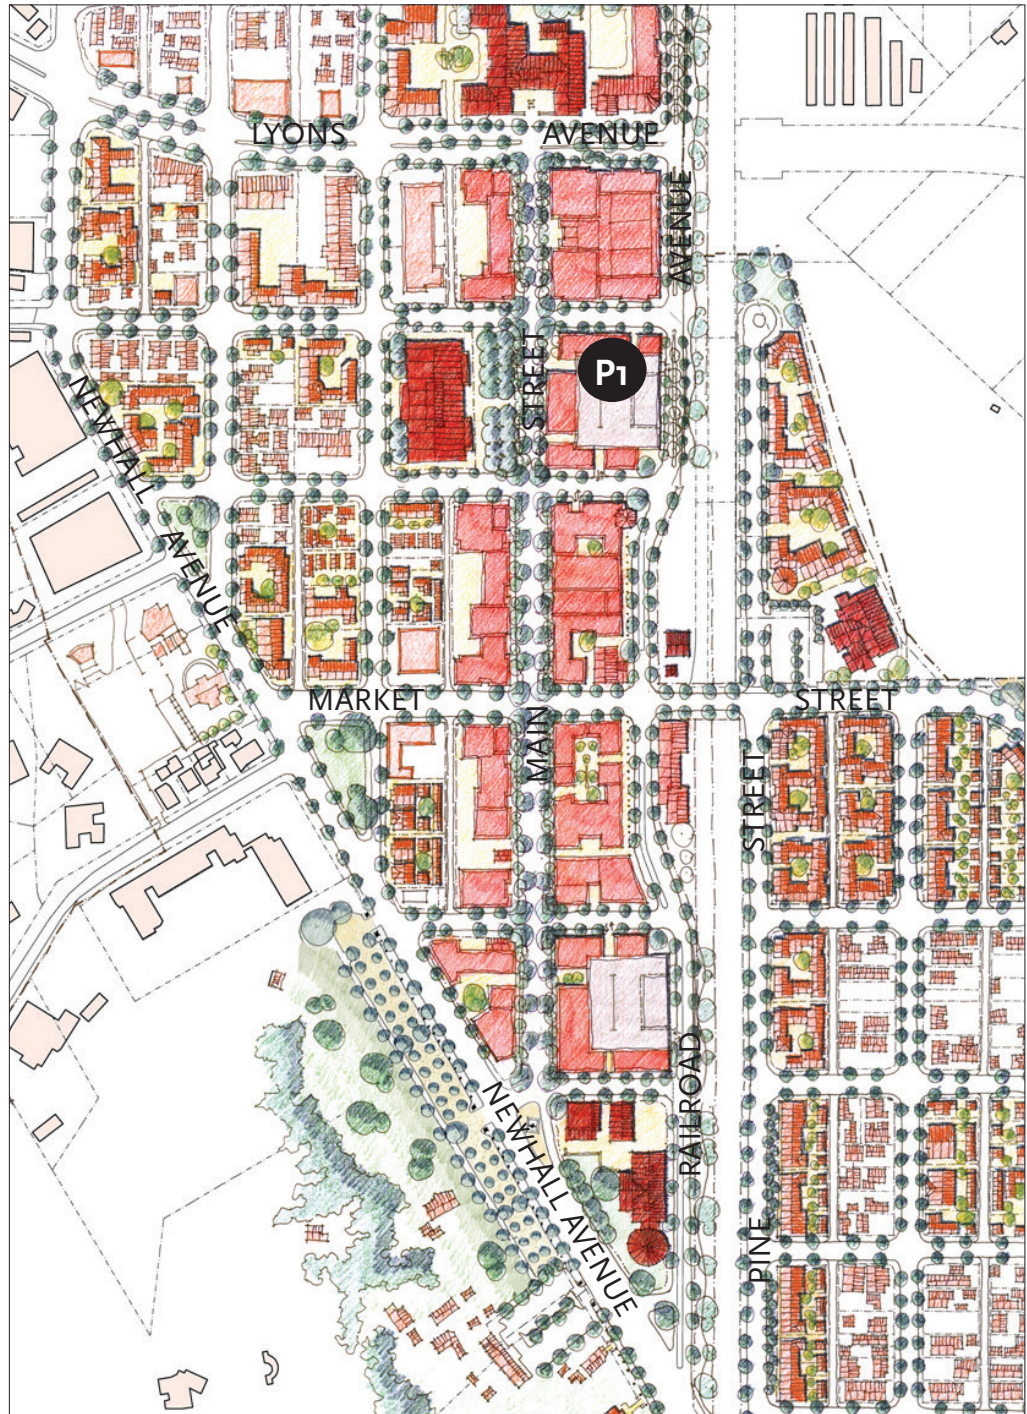 LYONS AVENUE
AVENUE
STREET
P1
NEWHALL
AVENUE
MARKET STREET
MAIN
STREET
RAILROAD
NEWHALL AVENUE
PINE